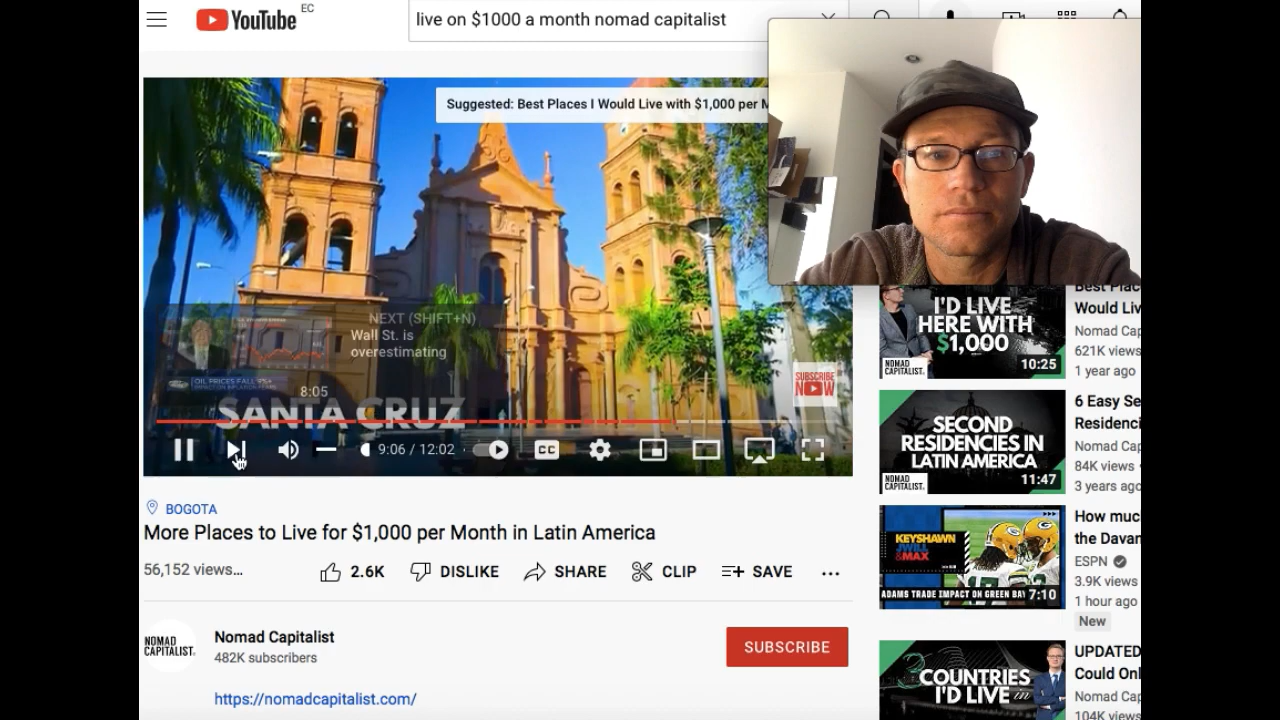 YouTube EC
live on $1000 a month nomad capitalist
Suggested: Best Places I Would Live with $1,000 per M
NEXT (SHIFT+N)
Wall St. is
overestimating
OIL PRICES FALL
8:05
SANTA CRUZ
SUBSCRIBE
NOW
9:06 / 12:02
CC
BOGOTA
More Places to Live for $1,000 per Month in Latin America
56,152 views…
2.6K
DISLIKE
SHARE
CLIP
SAVE
NOMAD
CAPITALIST.
Nomad Capitalist
482K subscribers
SUBSCRIBE
https://nomadcapitalist.com/
I'D LIVE
HERE WITH
$1,000
NOMAD
CAPITALIST.
10:25
Best Plac
Would Liv
Nomad Cap
621K views
1 year ago
SECOND
RESIDENCIES IN
LATIN AMERICA
NOMAD
CAPITALIST.
11:47
6 Easy Se
Residenci
Nomad Cap
84K views
3 years ago
KEYSHAWN
JWILL
&MAX
ADAMS TRADE IMPACT ON GREEN BAY
7:10
How muc
the Davan
ESPN
3.9K views
1 hour ago
New
3
COUNTRIES
I'D LIVE in
UPDATED
Could Onl
Nomad Cap
104K views